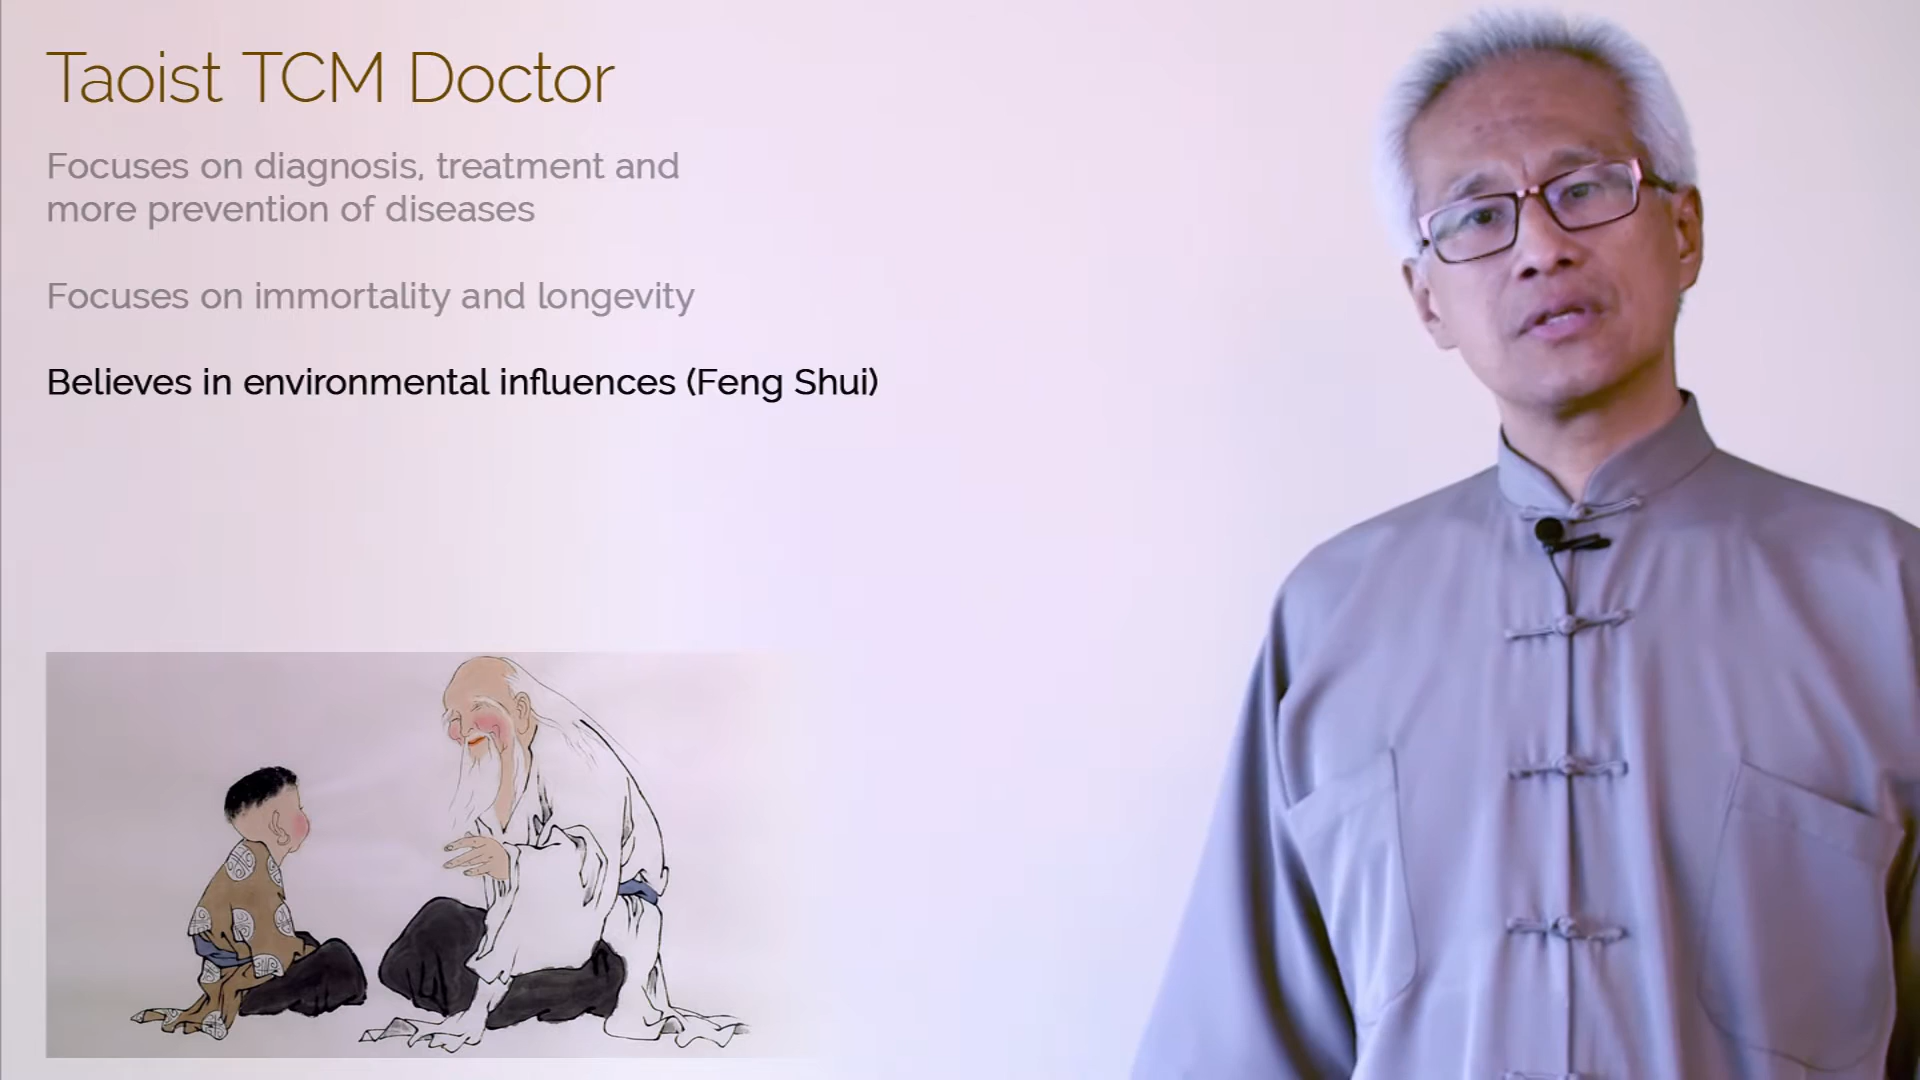 Taoist TCM Doctor
Focuses on diagnosis, treatment and
more prevention of diseases
Focuses on immortality and longevity
Believes in environmental influences (Feng Shui)